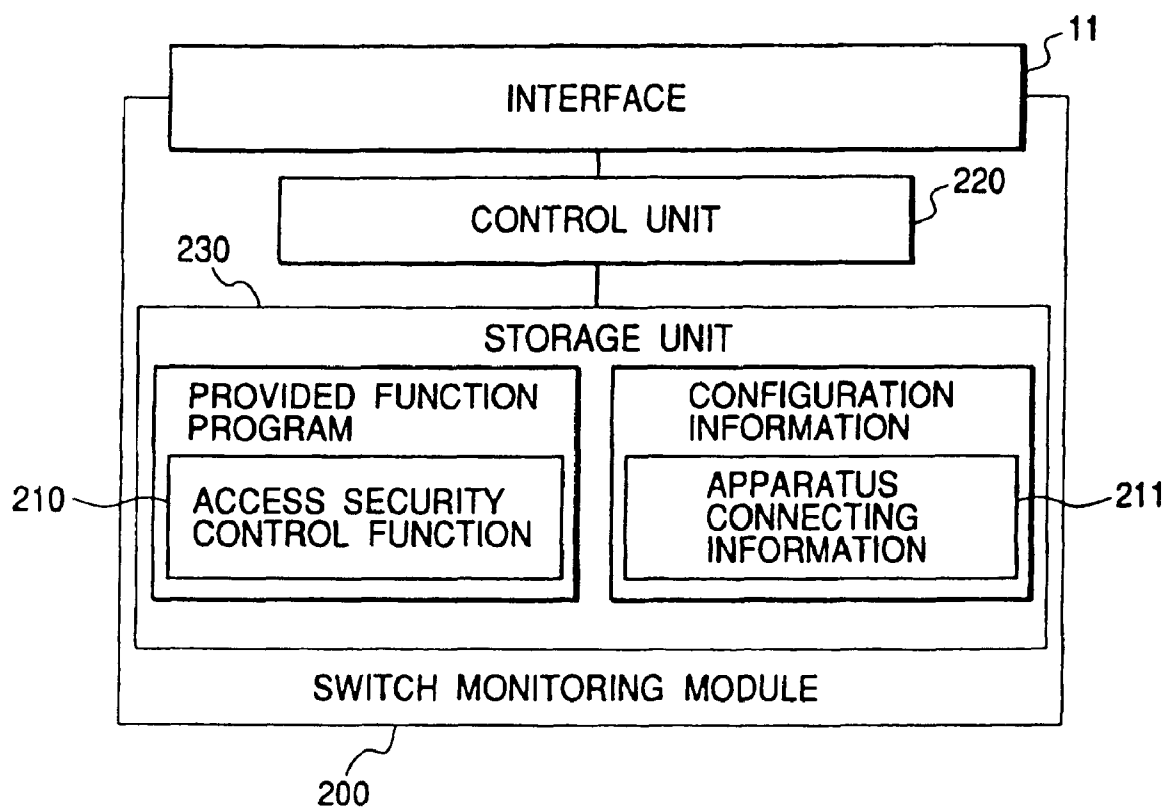 11
INTERFACE
220
CONTROL UNIT
230
STORAGE UNIT
PROVIDED FUNCTION
PROGRAM
CONFIGURATION
INFORMATION
210
ACCESS SECURITY
CONTROL FUNCTION
APPARATUS
CONNECTING
INFORMATION
211
SWITCH MONITORING MODULE
200